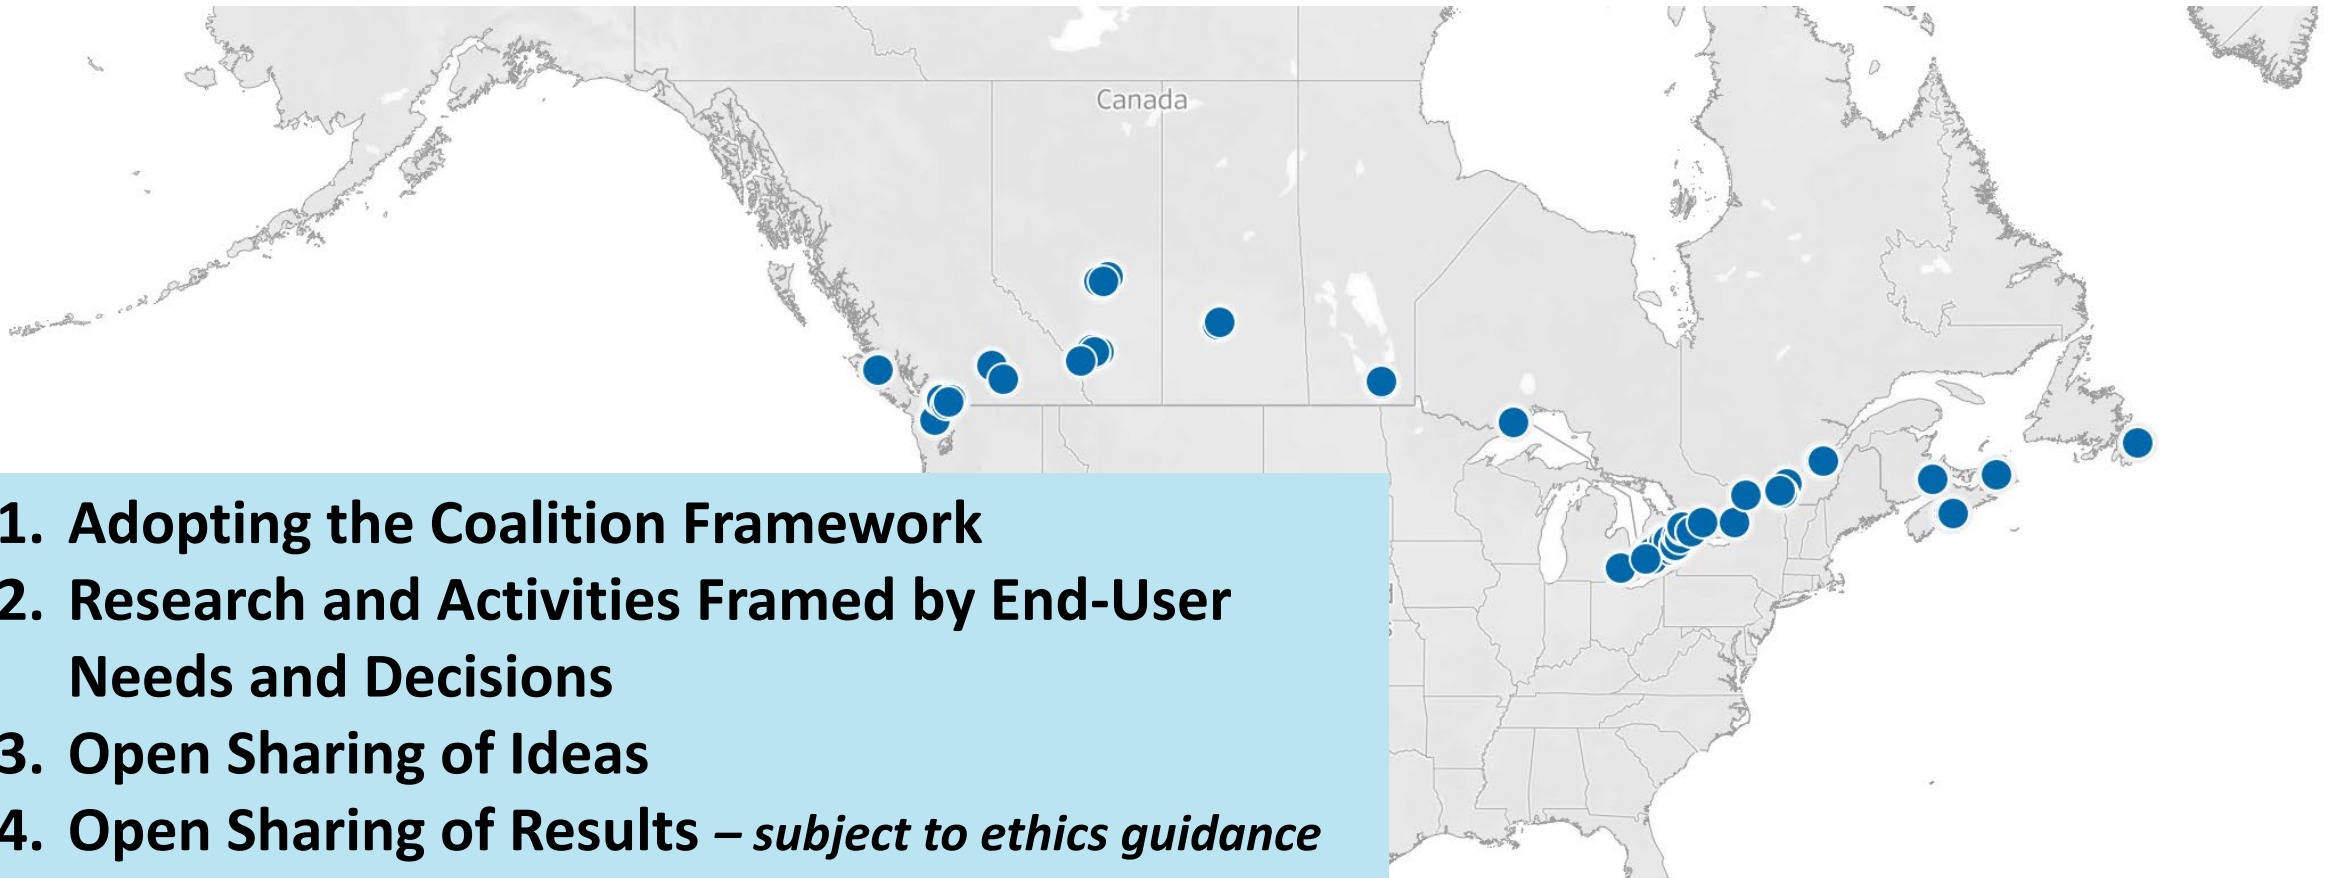 Canada
1. Adopting the Coalition Framework
2. Research and Activities Framed by End-User
Needs and Decisions
3. Open Sharing of Ideas
4. Open Sharing of Results – subject to ethics guidance